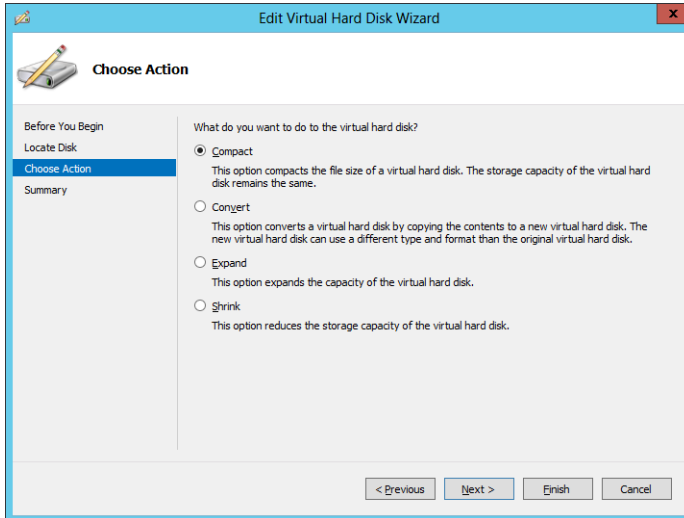 Edit Virtual Hard Disk Wizard
x
Choose Action
Before You Begin
Locate Disk
Choose Action
Summary
What do you want to do to the virtual hard disk?
Compact
This option compacts the file size of a virtual hard disk. The storage capacity of the virtual hard
disk remains the same.
Convert
This option converts a virtual hard disk by copying the contents to a new virtual hard disk. The
new virtual hard disk can use a different type and format than the original virtual hard disk.
Expand
This option expands the capacity of the virtual hard disk.
Shrink
This option reduces the storage capacity of the virtual hard disk.
< Previous
Next >
Finish
Cancel